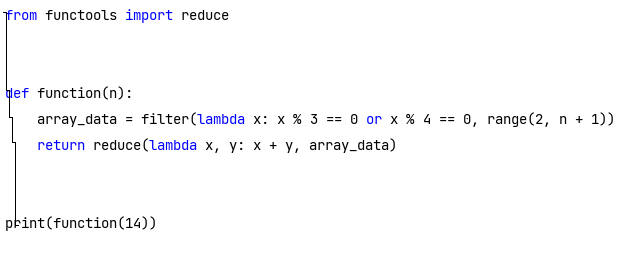 from functools import reduce
def function(n):
    array_data = filter(lambda x: x % 3 == 0 or x % 4 == 0, range(2, n + 1))
    return reduce(lambda x, y: x + y, array_data)
print(function(14))